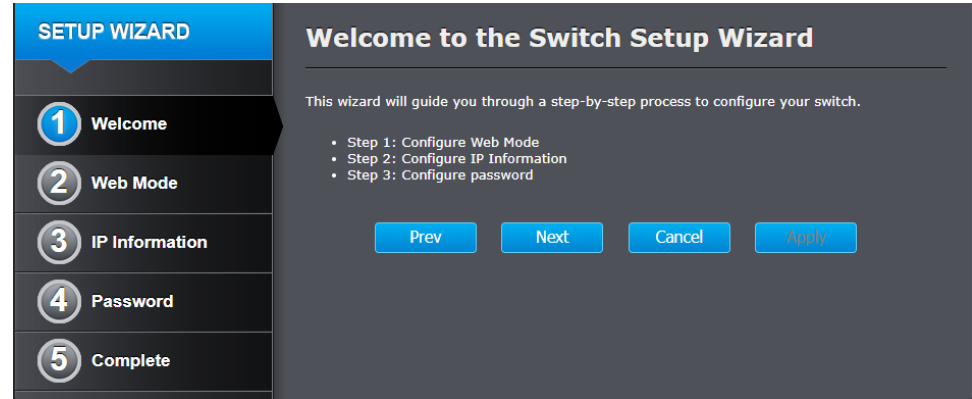 SETUP WIZARD
1 Welcome
2 Web Mode
3 IP Information
4 Password
5 Complete
Welcome to the Switch Setup Wizard
This wizard will guide you through a step-by-step process to configure your switch.
• Step 1: Configure Web Mode
• Step 2: Configure IP Information
• Step 3: Configure password
Prev Next Cancel Apply